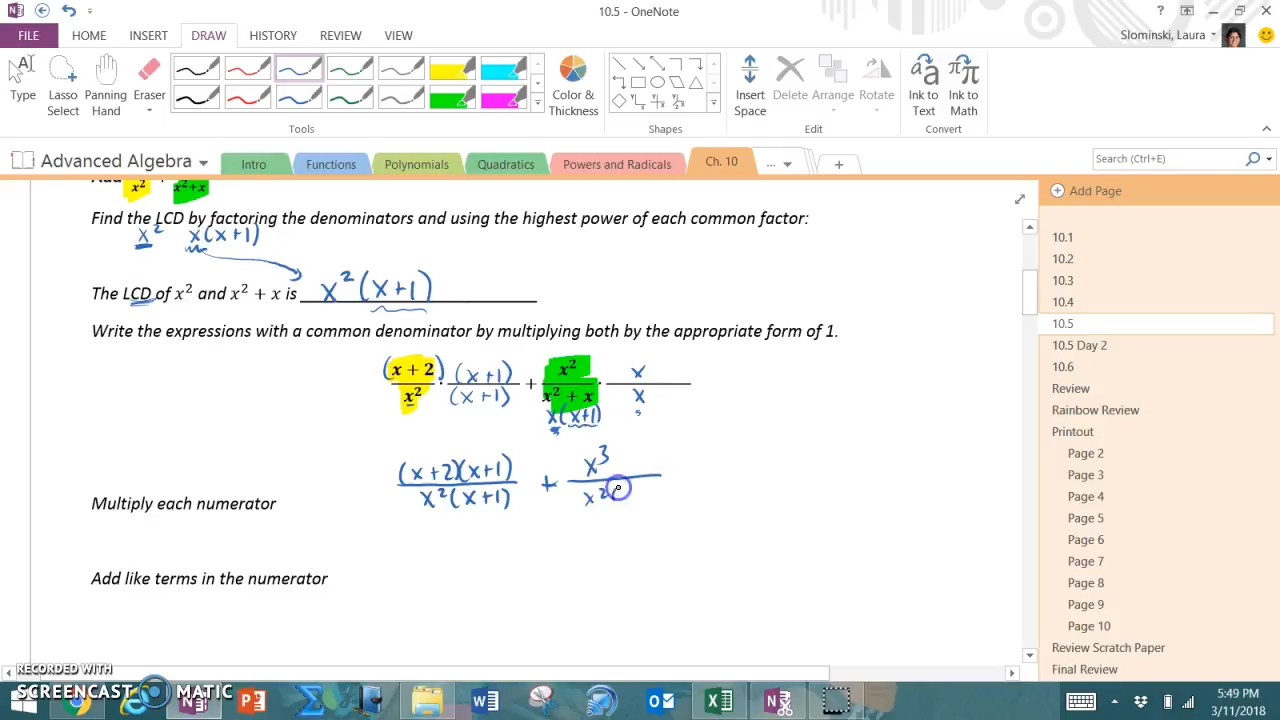 10.5 - OneNote
?
FILE HOME INSERT DRAW HISTORY REVIEW VIEW
Slominski, Laura
Type
Lasso Select
Panning Hand
Eraser
Color & Thickness
Insert Space
Delete
Arrange
Rotate
Ink to Text
Ink to Math
Tools
Shapes
Edit
Convert
Advanced Algebra
Intro
Functions
Polynomials
Quadratics
Powers and Radicals
Ch. 10
...
+
Search (Ctrl+E)
Add Page
10.1
10.2
10.3
10.4
10.5
10.5 Day 2
10.6
Review
Rainbow Review
Printout
Page 2
Page 3
Page 4
Page 5
Page 6
Page 7
Page 8
Page 9
Page 10
Review Scratch Paper
Final Review
x² x²+x
Find the LCD by factoring the denominators and using the highest power of each common factor:
x² x(x+1)
The LCD of x² and x² + x is x²(x+1)
Write the expressions with a common denominator by multiplying both by the appropriate form of 1.
(x + 2) (x+1) x² x
x² · (x+1) + x² + x · x
x(x+1)
(x+2)(x+1) + x³
x²(x+1) x²(
Multiply each numerator
Add like terms in the numerator
RECORDED WITH
SCREENCAST MATIC
5:49 PM
3/11/2018